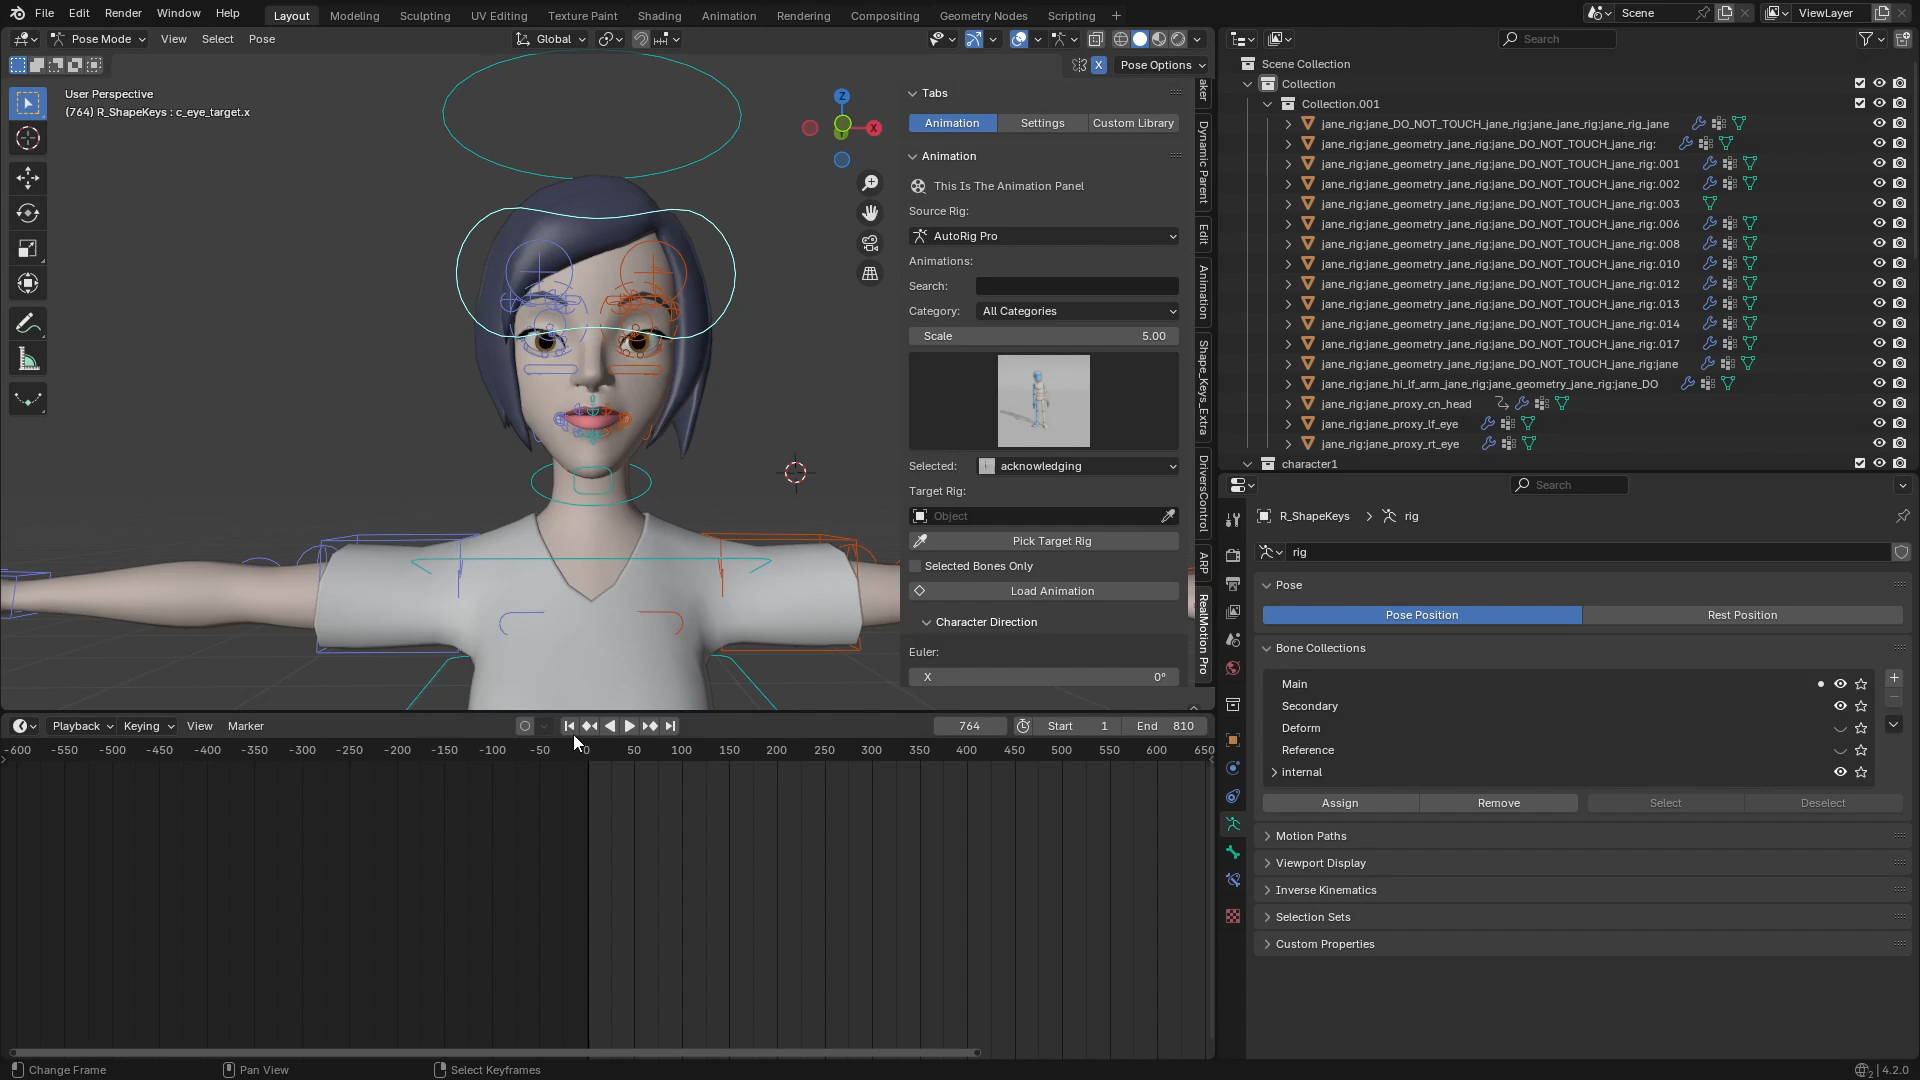 File Edit Render Window Help Layout Modeling Sculpting UV Editing Texture Paint Shading Animation Rendering Compositing Geometry Nodes Scripting Scene ViewLayer
Pose Mode View Select Pose Global Search
X Pose Options
User Perspective
(764) R_ShapeKeys : c_eye_target.x
Z
X
Tabs
Animation Settings Custom Library
Animation
This Is The Animation Panel
Source Rig:
AutoRig Pro
Animations:
Search:
Category: All Categories
Scale 5.00
Selected: acknowledging
Target Rig:
Object
Pick Target Rig
Selected Bones Only
Load Animation
Character Direction
Euler:
X 0°
aker
Dynamic Parent
Edit
Animation
Shape_Keys_Extra
DriversControl
ARP
RealMotion Pro
Scene Collection
Collection
Collection.001
jane_rig:jane_DO_NOT_TOUCH_jane_rig:jane_jane_rig:jane_rig_jane
jane_rig:jane_geometry_jane_rig:jane_DO_NOT_TOUCH_jane_rig:
jane_rig:jane_geometry_jane_rig:jane_DO_NOT_TOUCH_jane_rig:.001
jane_rig:jane_geometry_jane_rig:jane_DO_NOT_TOUCH_jane_rig:.002
jane_rig:jane_geometry_jane_rig:jane_DO_NOT_TOUCH_jane_rig:.003
jane_rig:jane_geometry_jane_rig:jane_DO_NOT_TOUCH_jane_rig:.006
jane_rig:jane_geometry_jane_rig:jane_DO_NOT_TOUCH_jane_rig:.008
jane_rig:jane_geometry_jane_rig:jane_DO_NOT_TOUCH_jane_rig:.010
jane_rig:jane_geometry_jane_rig:jane_DO_NOT_TOUCH_jane_rig:.012
jane_rig:jane_geometry_jane_rig:jane_DO_NOT_TOUCH_jane_rig:.013
jane_rig:jane_geometry_jane_rig:jane_DO_NOT_TOUCH_jane_rig:.014
jane_rig:jane_geometry_jane_rig:jane_DO_NOT_TOUCH_jane_rig:.017
jane_rig:jane_geometry_jane_rig:jane_DO_NOT_TOUCH_jane_rig:jane
jane_rig:jane_hi_lf_arm_jane_rig:jane_geometry_jane_rig:jane_DO
jane_rig:jane_proxy_cn_head
jane_rig:jane_proxy_lf_eye
jane_rig:jane_proxy_rt_eye
character1
Search
R_ShapeKeys rig
rig
Pose
Pose Position Rest Position
Bone Collections
Main
Secondary
Deform
Reference
internal
Assign Remove Select Deselect
Motion Paths
Viewport Display
Inverse Kinematics
Selection Sets
Custom Properties
Playback Keying View Marker 764 Start 1 End 810
-600 -550 -500 -450 -400 -350 -300 -250 -200 -150 -100 -50 0 50 100 150 200 250 300 350 400 450 500 550 600 650
Change Frame Pan View Select Keyframes 2 4.2.0